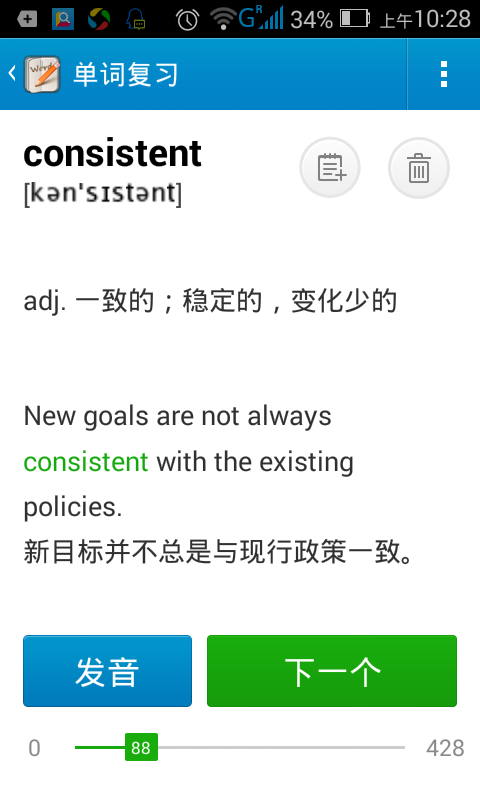 G R 34% 上午10:28
Words 单词复习
consistent
[kən'sɪstənt]
adj. 一致的；稳定的，变化少的
New goals are not always
consistent with the existing
policies.
新目标并不总是与现行政策一致。
发音 下一个
0 88 428